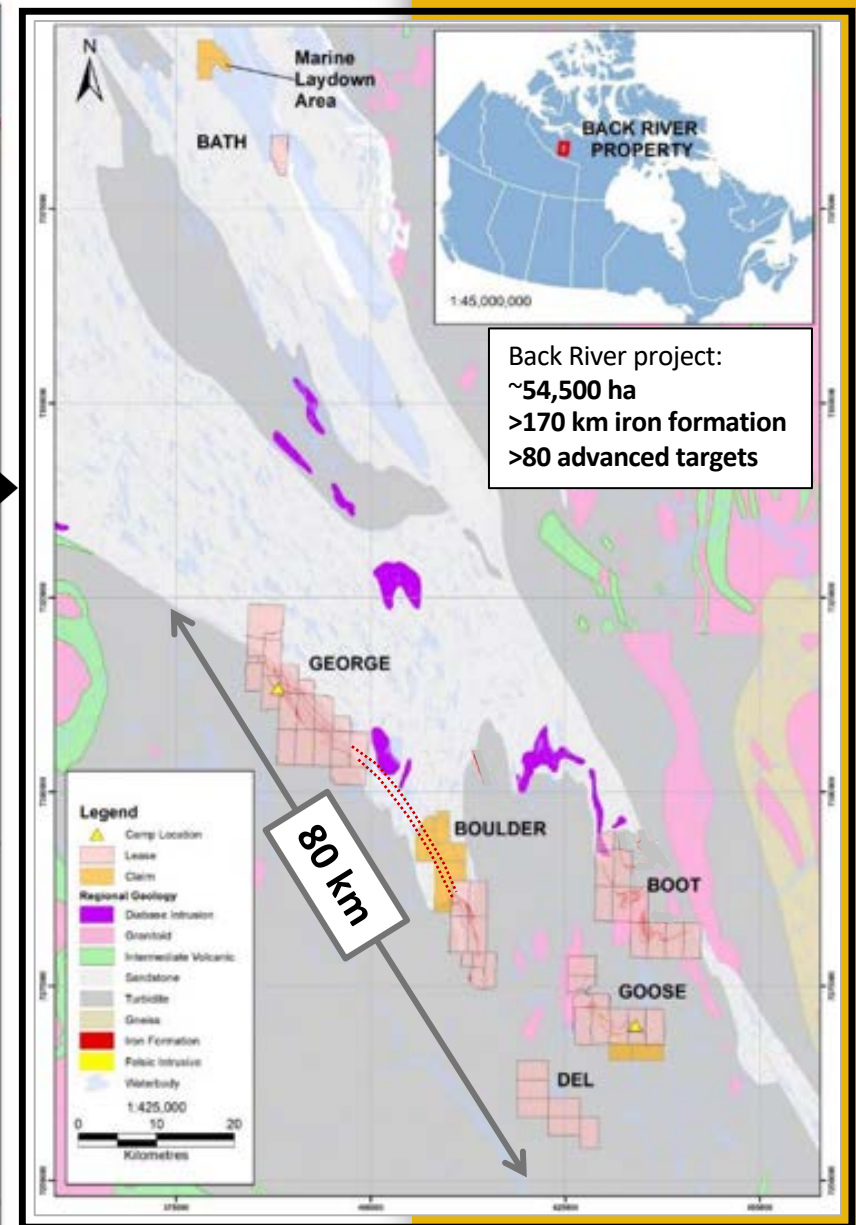 N
Marine
Laydown
Area
BATH
BACK RIVER
PROPERTY
1:45,000,000
Back River project:
~54,500 ha
>170 km iron formation
>80 advanced targets
GEORGE
BOULDER
BOOT
GOOSE
DEL
80 km
Legend
Camp Location
Lease
Claim
Regional Geology
Diabase Intrusion
Granitoid
Intermediate Volcanic
Sandstone
Turbidite
Gneiss
Iron Formation
Felsic Intrusive
Waterbody
1:425,000
0 10 20
Kilometres